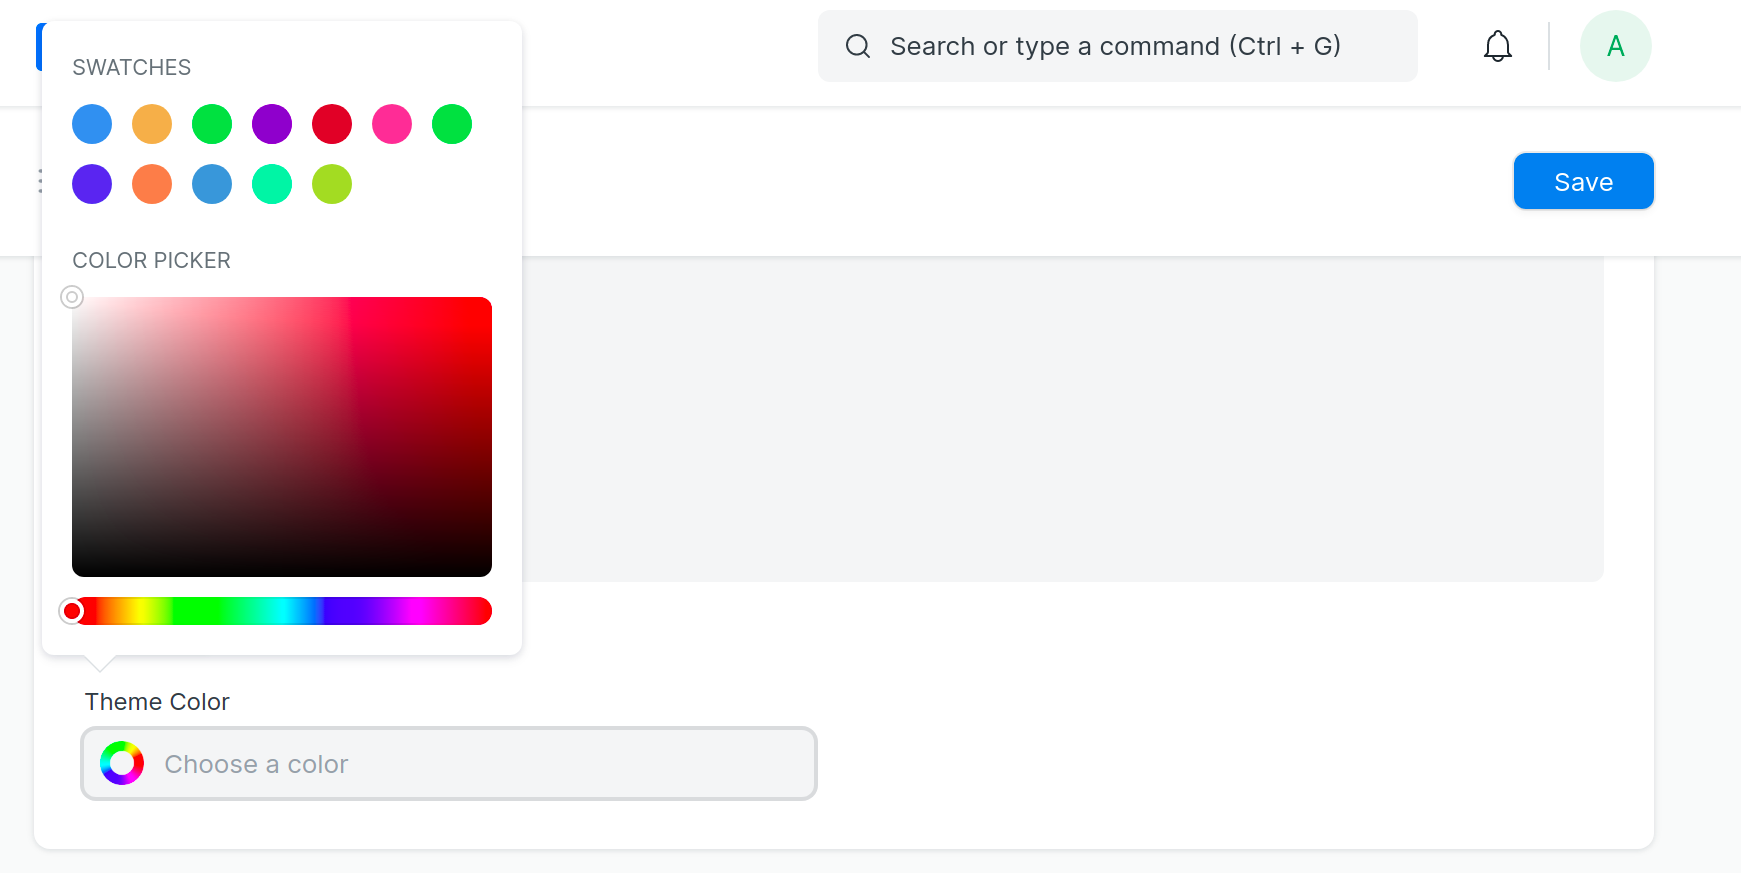 SWATCHES
Search or type a command (Ctrl + G)
A
Save
COLOR PICKER
Theme Color
Choose a color